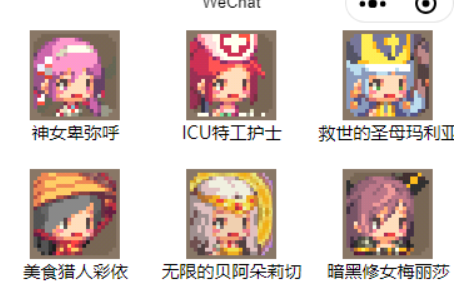 WeChat
神女卑弥呼
ICU特工护士
救世的圣母玛利亚
美食猎人彩依
无限的贝阿朵莉切
暗黑修女梅丽莎